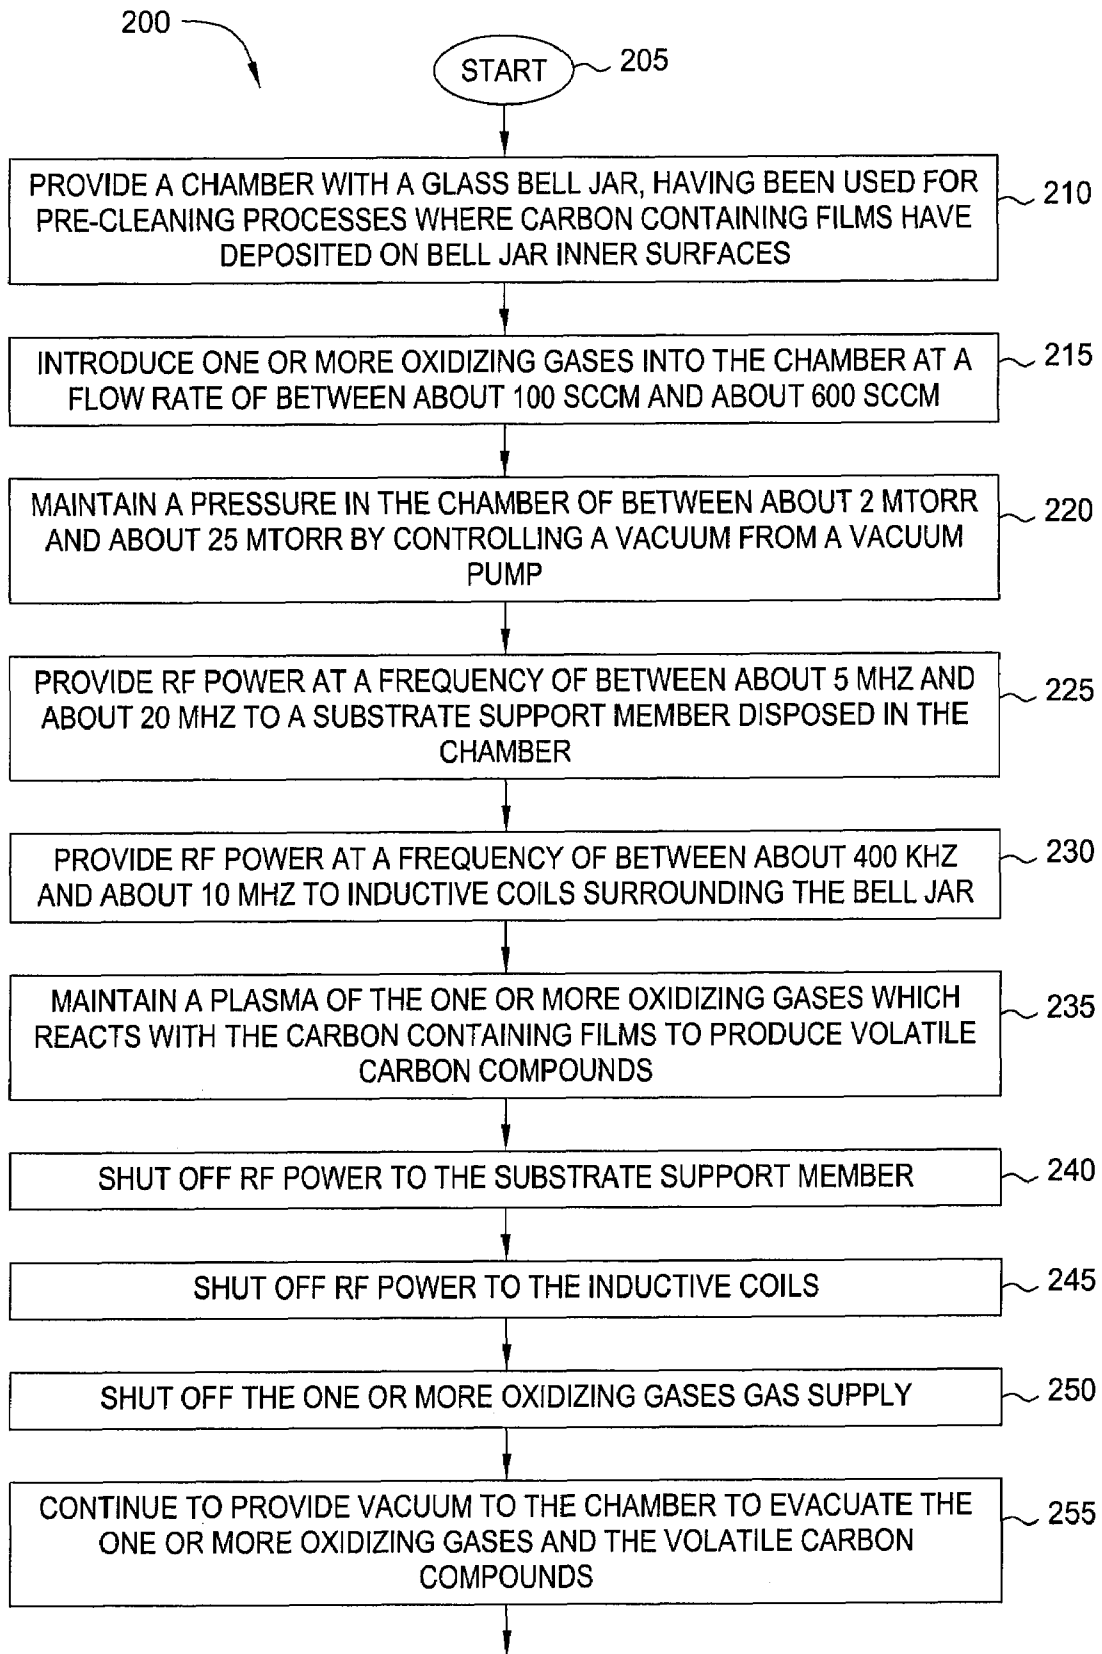 200
START
205
PROVIDE A CHAMBER WITH A GLASS BELL JAR, HAVING BEEN USED FOR
PRE-CLEANING PROCESSES WHERE CARBON CONTAINING FILMS HAVE
DEPOSITED ON BELL JAR INNER SURFACES
210
INTRODUCE ONE OR MORE OXIDIZING GASES INTO THE CHAMBER AT A
FLOW RATE OF BETWEEN ABOUT 100 SCCM AND ABOUT 600 SCCM
215
MAINTAIN A PRESSURE IN THE CHAMBER OF BETWEEN ABOUT 2 MTORR
AND ABOUT 25 MTORR BY CONTROLLING A VACUUM FROM A VACUUM
PUMP
220
PROVIDE RF POWER AT A FREQUENCY OF BETWEEN ABOUT 5 MHZ AND
ABOUT 20 MHZ TO A SUBSTRATE SUPPORT MEMBER DISPOSED IN THE
CHAMBER
225
PROVIDE RF POWER AT A FREQUENCY OF BETWEEN ABOUT 400 KHZ
AND ABOUT 10 MHZ TO INDUCTIVE COILS SURROUNDING THE BELL JAR
230
MAINTAIN A PLASMA OF THE ONE OR MORE OXIDIZING GASES WHICH
REACTS WITH THE CARBON CONTAINING FILMS TO PRODUCE VOLATILE
CARBON COMPOUNDS
235
SHUT OFF RF POWER TO THE SUBSTRATE SUPPORT MEMBER
240
SHUT OFF RF POWER TO THE INDUCTIVE COILS
245
SHUT OFF THE ONE OR MORE OXIDIZING GASES GAS SUPPLY
250
CONTINUE TO PROVIDE VACUUM TO THE CHAMBER TO EVACUATE THE
ONE OR MORE OXIDIZING GASES AND THE VOLATILE CARBON
COMPOUNDS
255